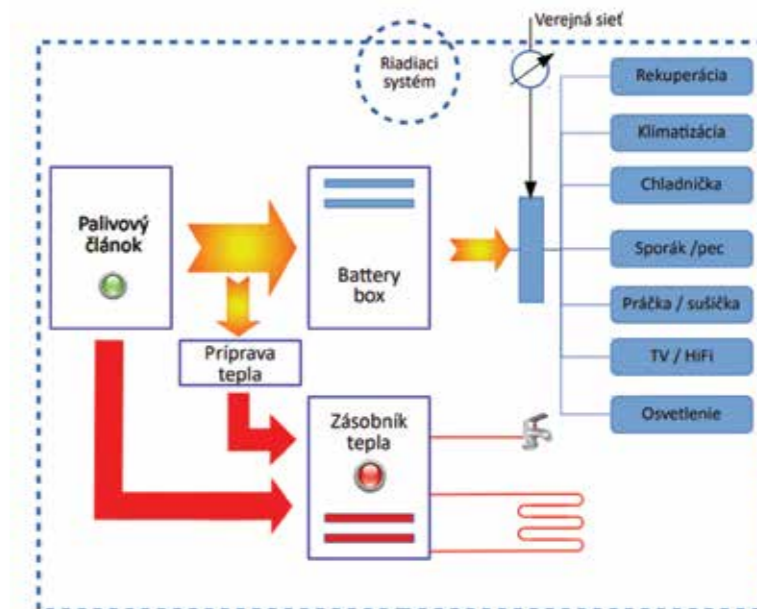 Verejná sieť
Riadiaci
systém
Rekuperácia
Klimatizácia
Chladnička
Palivový
článok
Battery
box
Sporák /pec
Práčka / sušička
Príprava
tepla
TV / HiFi
Zásobník
tepla
Osvetlenie